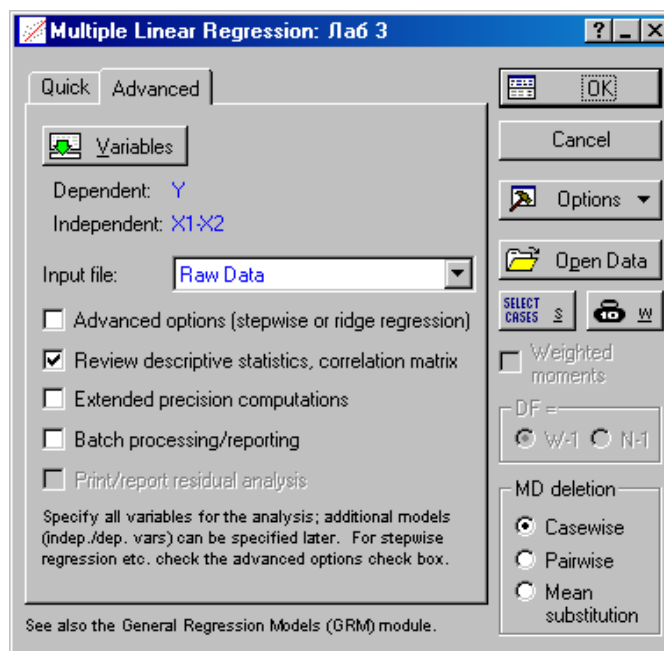 Multiple Linear Regression: Лаб 3
Quick
Advanced
Variables
Dependent: Y
Independent: X1-X2
Input file: Raw Data
Advanced options (stepwise or ridge regression)
Review descriptive statistics, correlation matrix
Extended precision computations
Batch processing/reporting
Print/report residual analysis
Specify all variables for the analysis; additional models
(indep./dep. vars) can be specified later. For stepwise
regression etc. check the advanced options check box.
See also the General Regression Models (GRM) module.
OK
Cancel
Options
Open Data
SELECT
CASES S
W
Weighted
moments
DF =
W-1 N-1
MD deletion
Casewise
Pairwise
Mean
substitution